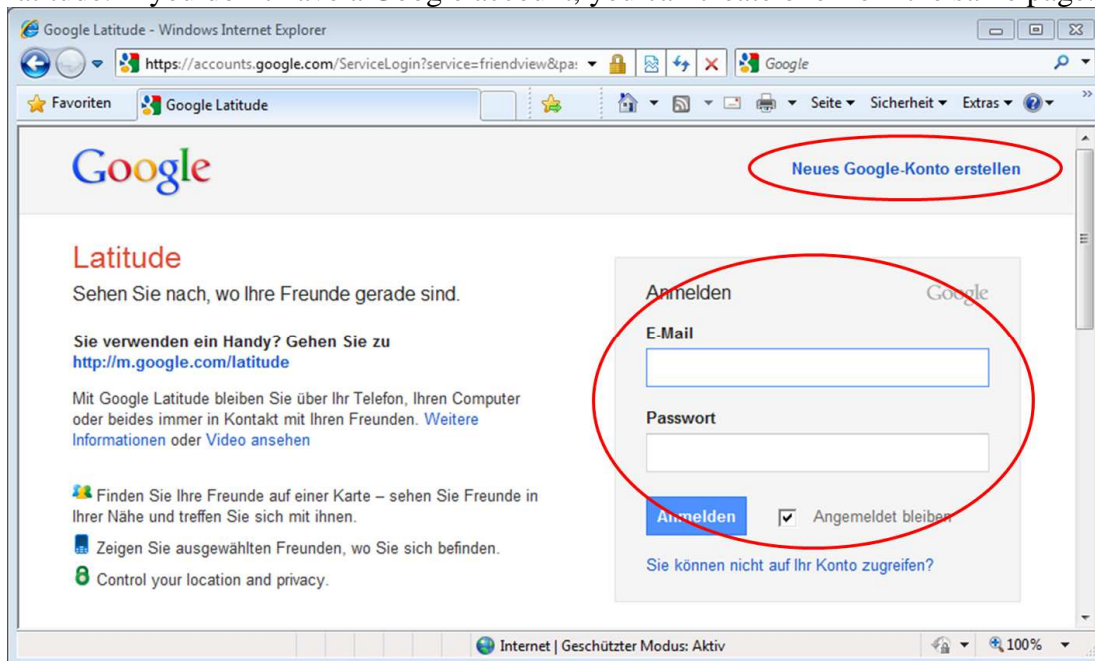 Google Latitude - Windows Internet Explorer
https://accounts.google.com/ServiceLogin?service=friendview&pa:
Google
Favoriten
Google Latitude
Seite
Sicherheit
Extras
Google
Neues Google-Konto erstellen
Latitude
Sehen Sie nach, wo Ihre Freunde gerade sind.
Sie verwenden ein Handy? Gehen Sie zu
http://m.google.com/latitude
Mit Google Latitude bleiben Sie über Ihr Telefon, Ihren Computer
oder beides immer in Kontakt mit Ihren Freunden. Weitere
Informationen oder Video ansehen
Finden Sie Ihre Freunde auf einer Karte – sehen Sie Freunde in
Ihrer Nähe und treffen Sie sich mit ihnen.
Zeigen Sie ausgewählten Freunden, wo Sie sich befinden.
Control your location and privacy.
Anmelden
Google
E-Mail
Passwort
Anmelden
Angemeldet bleiben
Sie können nicht auf Ihr Konto zugreifen?
Internet | Geschützter Modus: Aktiv
100%